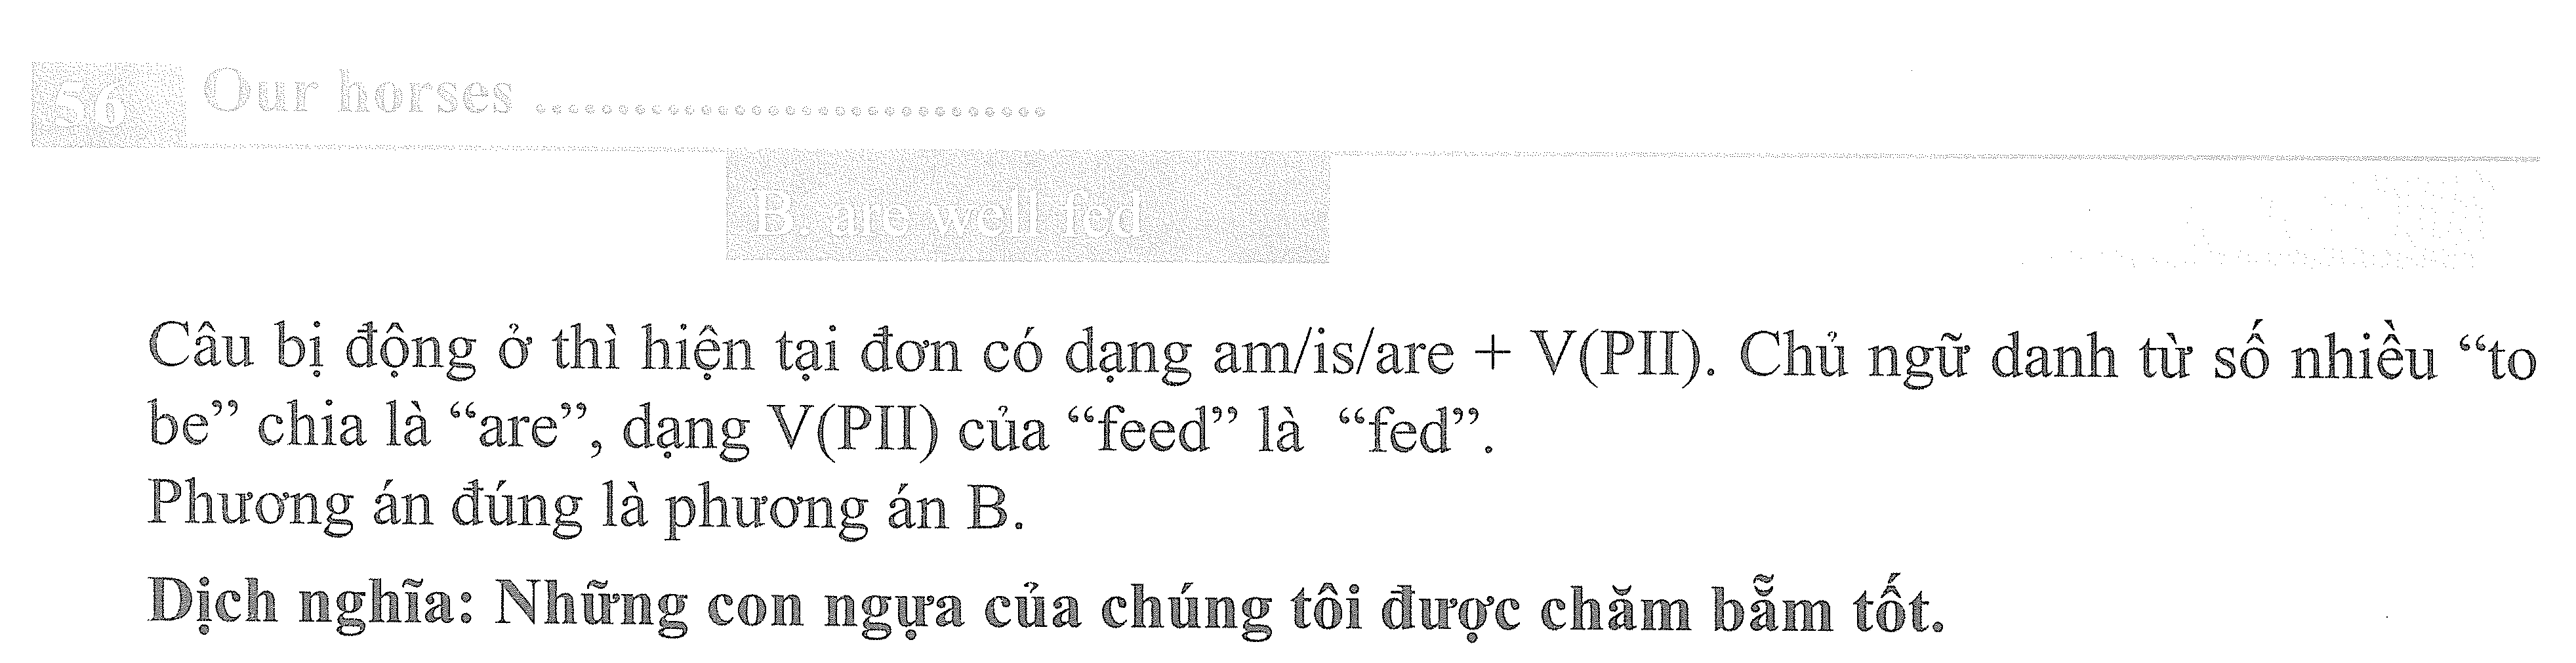 56 Our horses ...............................
B. are well fed
Câu bị động ở thì hiện tại đơn có dạng am/is/are + V(PII). Chủ ngữ danh từ số nhiều “to
be” chia là “are”, dạng V(PII) của “feed” là “fed”.
Phương án đúng là phương án B.
Dịch nghĩa: Những con ngựa của chúng tôi được chăm bẵm tốt.